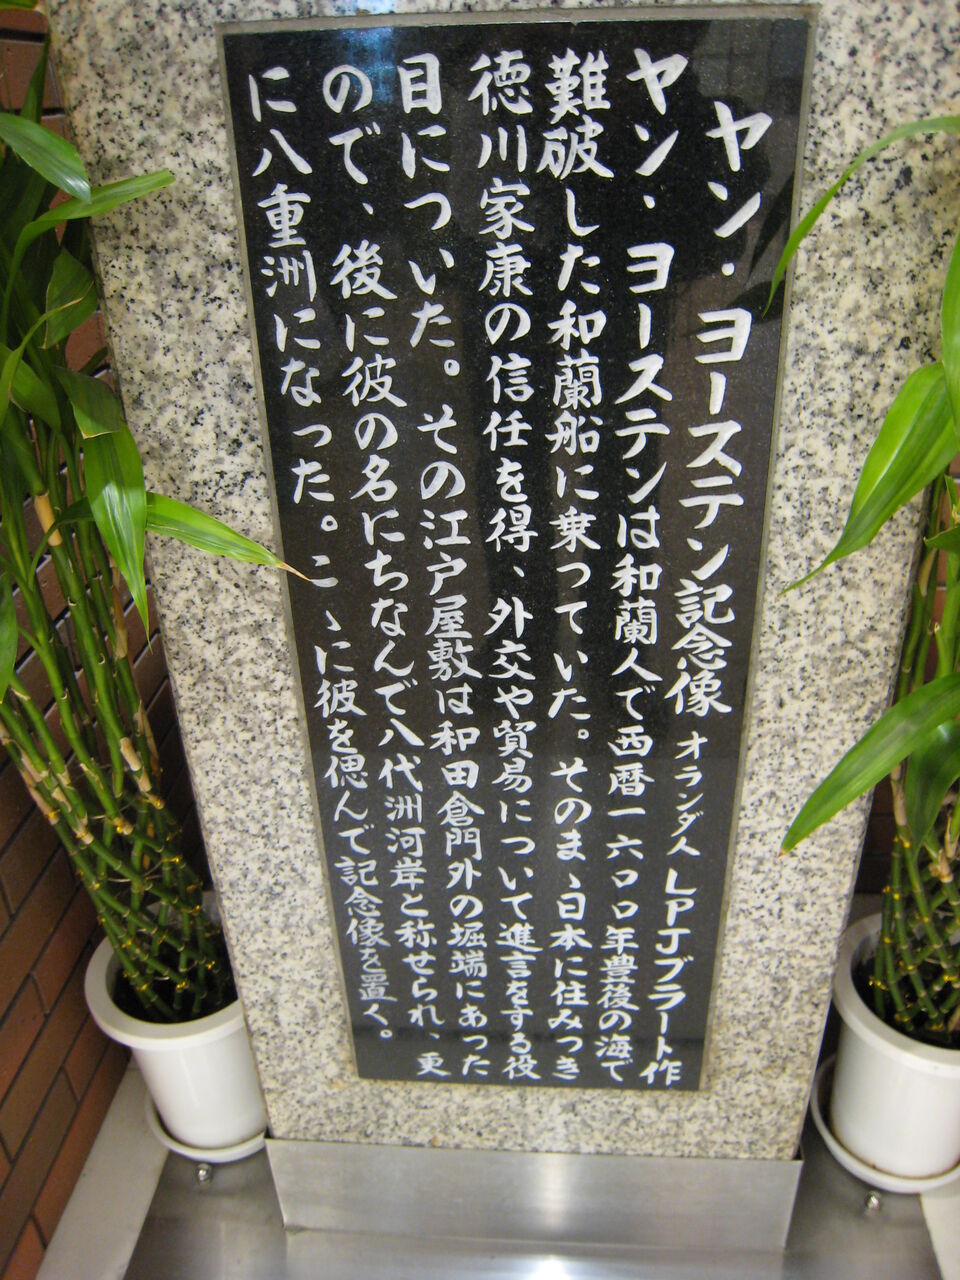 ヤン・ヨーステン記念像 オランダ人 LPJブラート作
ヤン・ヨーステンは和蘭人で西暦一六〇〇年豊後の海で
難破した和蘭船に乗っていた。そのまゝ日本に住みつき
徳川家康の信任を得、外交や貿易について進言をする役
目についた。その江戸屋敷は和田倉門外の堀端にあった
ので、後に彼の名にちなんで八代洲河岸と称せられ、更
に八重洲になった。こゝに彼を偲んで記念像を置く。